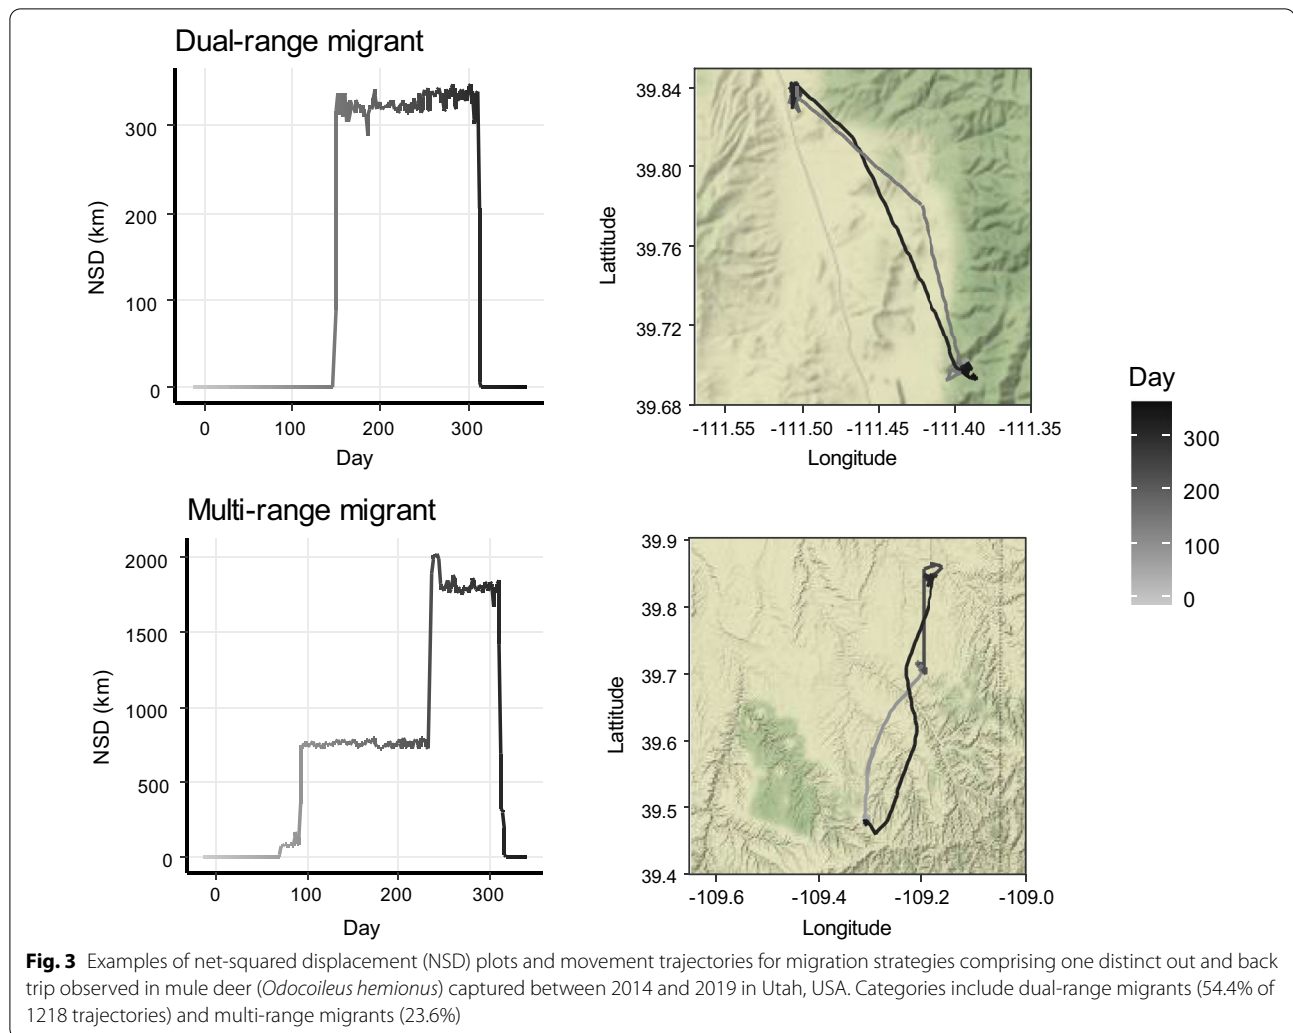 Dual-range migrant
NSD (km)
300
200
100
0
0 100 200 300
Day
Lattitude
39.84
39.80
39.76
39.72
39.68
-111.55 -111.50 -111.45 -111.40 -111.35
Longitude
Multi-range migrant
NSD (km)
2000
1500
1000
500
0
0 100 200 300
Day
Lattitude
39.9
39.8
39.7
39.6
39.5
39.4
-109.6 -109.4 -109.2 -109.0
Longitude
Day
300
200
100
0
Fig. 3 Examples of net-squared displacement (NSD) plots and movement trajectories for migration strategies comprising one distinct out and back
trip observed in mule deer (Odocoileus hemionus) captured between 2014 and 2019 in Utah, USA. Categories include dual-range migrants (54.4% of
1218 trajectories) and multi-range migrants (23.6%)